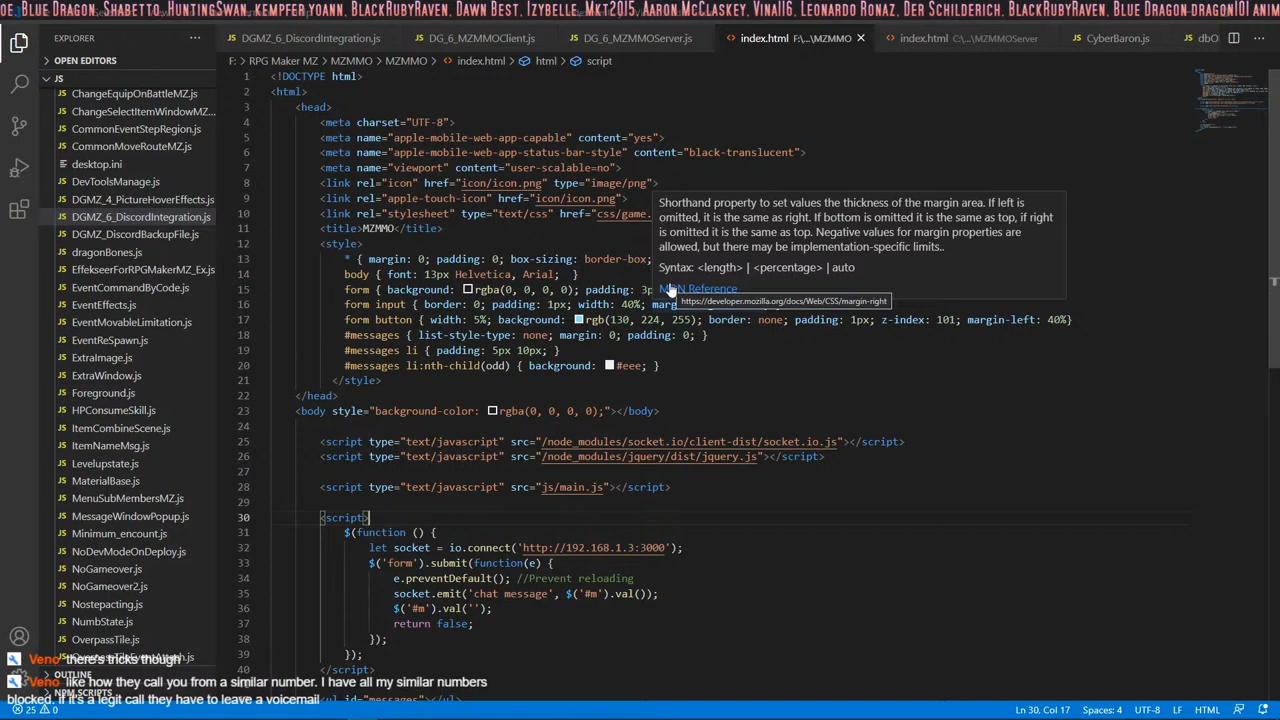 OE, BLUE DRAGON, SHABETTO, HUNTINGSWAN, KEMPFER YOANN, BLACKRUBYRAVEN, DAWN BEST, IZYBELLE, MKT2015, AARON MCCLASKEY, VINA116, LEONARDO RONAZ, DER SCHILDERICH, BLACKRUBYRAVEN, BLUE DRAGON DRAGON101 ANIM
EXPLORER ···
DGMZ_6_DiscordIntegration.js DG_6_MZMMOClient.js DG_6_MZMMOServer.js index.html F:\...\MZMMO × index.html C:\...\MZMMOServer CyberBaron.js dbO ···
OPEN EDITORS
F: > RPG Maker MZ > MZMMO > MZMMO > index.html > html > script
JS
ChangeEquipOnBattleMZ.js
ChangeSelectItemWindowMZ...
CommonEventStepRegion.js
CommonMoveRouteMZ.js
desktop.ini
DevToolsManage.js
DGMZ_4_PictureHoverEffects.js
DGMZ_6_DiscordIntegration.js
DGMZ_DiscordBackupFile.js
dragonBones.js
EffekseerForRPGMakerMZ_Ex.js
EventCommandByCode.js
EventEffects.js
EventMovableLimitation.js
EventReSpawn.js
ExtraImage.js
ExtraWindow.js
Foreground.js
HPConsumeSkill.js
ItemCombineScene.js
ItemNameMsg.js
Levelupstate.js
MaterialBase.js
MenuSubMembersMZ.js
MessageWindowPopup.js
Minimum_encount.js
NoDevModeOnDeploy.js
NoGameover.js
NoGameover2.js
Nostepacting.js
NumbState.js
OverpassTile.js
OUTLINE
NPM SCRIPTS
1 <!DOCTYPE html>
2 <html>
3 <head>
4 <meta charset="UTF-8">
5 <meta name="apple-mobile-web-app-capable" content="yes">
6 <meta name="apple-mobile-web-app-status-bar-style" content="black-translucent">
7 <meta name="viewport" content="user-scalable=no">
8 <link rel="icon" href="icon/icon.png" type="image/png">
9 <link rel="apple-touch-icon" href="icon/icon.png">
10 <link rel="stylesheet" type="text/css" href="css/game.
11 <title>MZMMO</title>
12 <style>
13 * { margin: 0; padding: 0; box-sizing: border-box;
14 body { font: 13px Helvetica, Arial; }
15 form { background: rgba(0, 0, 0, 0); padding: 3p
16 form input { border: 0; padding: 1px; width: 40%; marg
17 form button { width: 5%; background: rgb(130, 224, 255); border: none; padding: 1px; z-index: 101; margin-left: 40%}
18 #messages { list-style-type: none; margin: 0; padding: 0; }
19 #messages li { padding: 5px 10px; }
20 #messages li:nth-child(odd) { background: #eee; }
21 </style>
22 </head>
23 <body style="background-color: rgba(0, 0, 0, 0);"></body>
24
25 <script type="text/javascript" src="/node_modules/socket.io/client-dist/socket.io.js"></script>
26 <script type="text/javascript" src="/node_modules/jquery/dist/jquery.js"></script>
27
28 <script type="text/javascript" src="js/main.js"></script>
29
30 <script>
31 $(function () {
32 let socket = io.connect('http://192.168.1.3:3000');
33 $('form').submit(function(e) {
34 e.preventDefault(); //Prevent reloading
35 socket.emit('chat message', $('#m').val());
36 $('#m').val('');
37 return false;
38 });
39 });
40 </script>
<ul id="messages"></ul>
Shorthand property to set values the thickness of the margin area. If left is
omitted, it is the same as right. If bottom is omitted it is the same as top, if right
is omitted it is the same as top. Negative values for margin properties are
allowed, but there may be implementation-specific limits..
Syntax: <length> | <percentage> | auto
MDN Reference
https://developer.mozilla.org/docs/Web/CSS/margin-right
Veno there's tricks though
Veno like how they call you from a similar number. I have all my similar numbers
blocked. if it's a legit call they have to leave a voicemail
25 0 Ln 30, Col 17 Spaces: 4 UTF-8 LF HTML